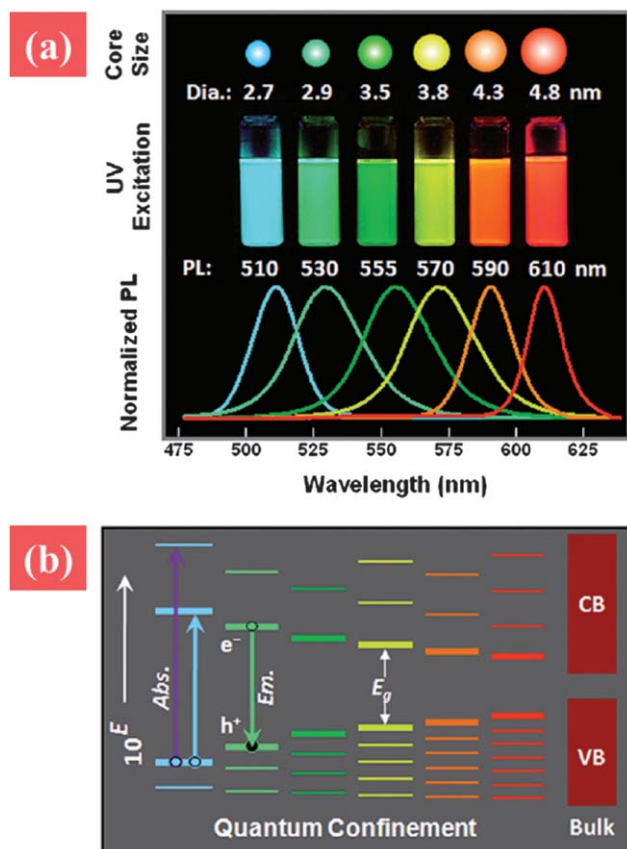 (a)
Core
Size
Dia.: 2.7 2.9 3.5 3.8 4.3 4.8 nm
UV
Excitation
PL: 510 530 555 570 590 610 nm
Normalized PL
475 500 525 550 575 600 625
Wavelength (nm)
(b)
10^E
Abs.
e⁻
h⁺
Em.
E_g
CB
VB
Quantum Confinement
Bulk